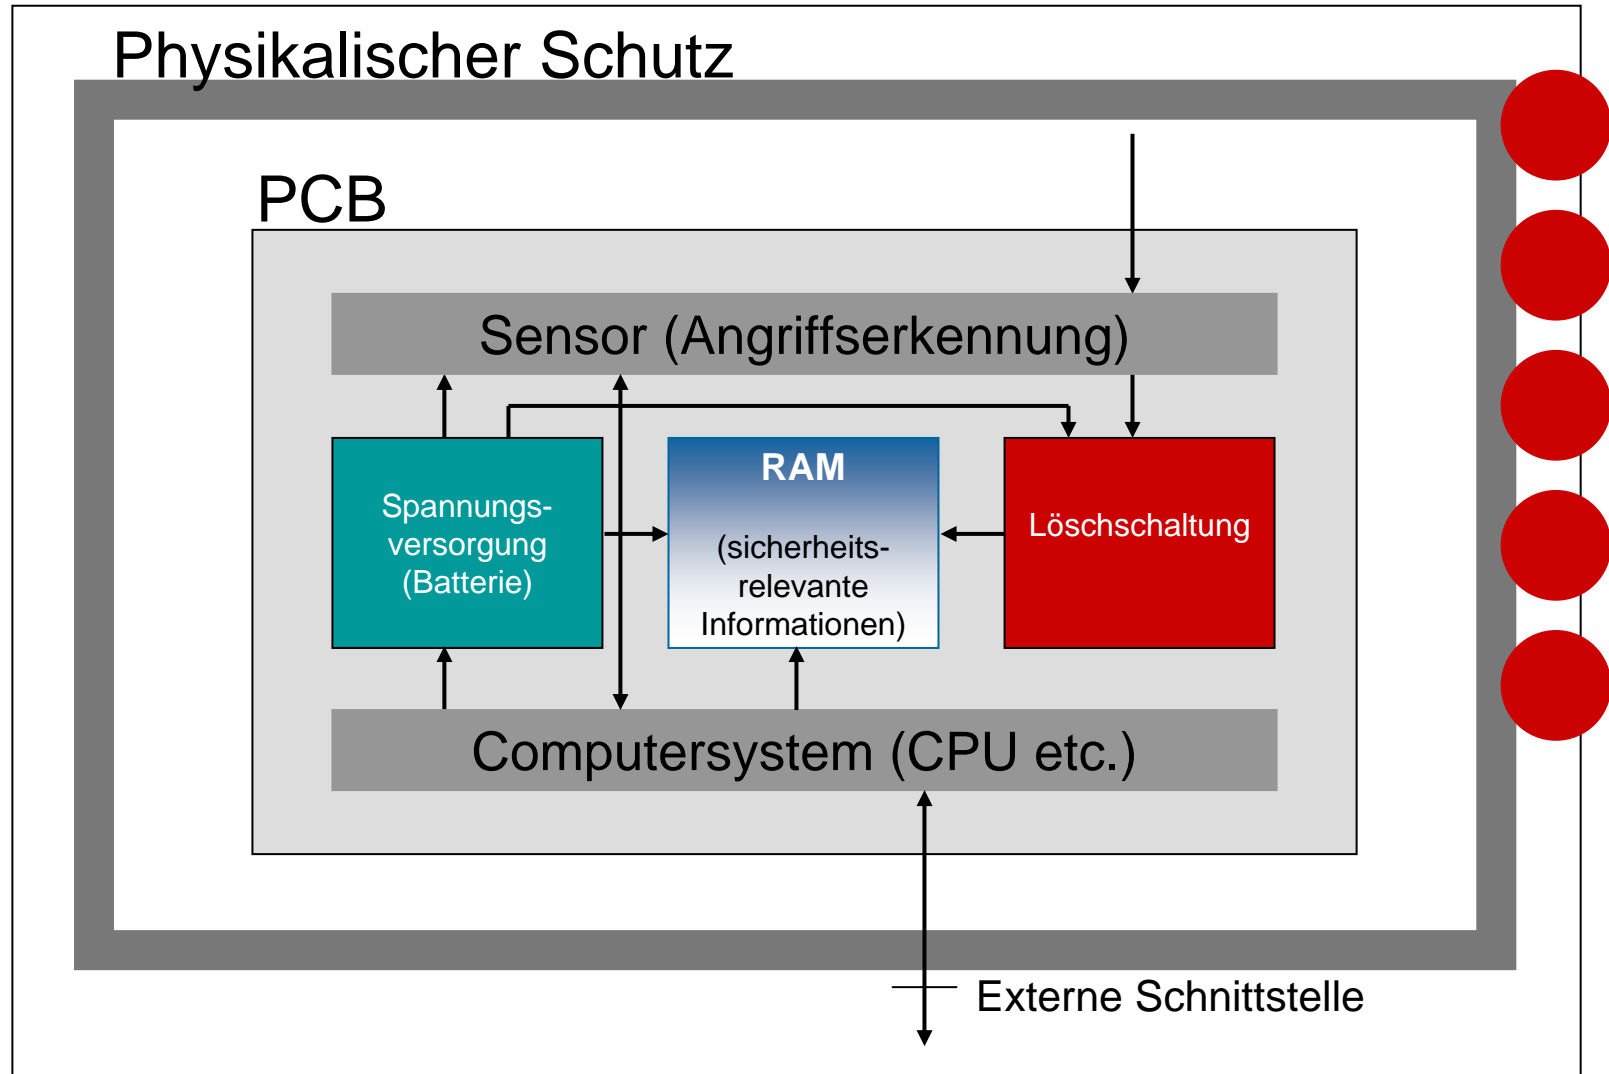 Physikalischer Schutz
PCB
Sensor (Angriffserkennung)
Spannungs-
versorgung
(Batterie)
RAM
(sicherheits-
relevante
Informationen)
Löschschaltung
Computersystem (CPU etc.)
Externe Schnittstelle